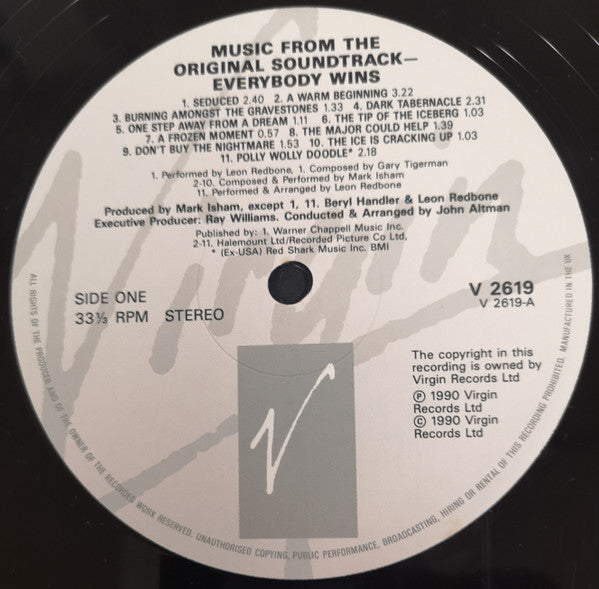 MUSIC FROM THE
ORIGINAL SOUNDTRACK—
EVERYBODY WINS
1. SEDUCED 2.40 2. A WARM BEGINNING 3.22
3. BURNING AMONGST THE GRAVESTONES 1.33 4. DARK TABERNACLE 2.31
5. ONE STEP AWAY FROM A DREAM 1.11 6. THE TIP OF THE ICEBERG 1.03
7. A FROZEN MOMENT 0.57 8. THE MAJOR COULD HELP 1.39
9. DON'T BUY THE NIGHTMARE 1.53 10. THE ICE IS CRACKING UP 1.03
11. POLLY WOLLY DOODLE* 2.18
1. Performed by Leon Redbone, 1. Composed by Gary Tigerman
2-10. Composed & Performed by Mark Isham
11. Performed & Arranged by Leon Redbone
Produced by Mark Isham, except 1, 11. Beryl Handler & Leon Redbone
Executive Producer: Ray Williams. Conducted & Arranged by John Altman
Published by: 1. Warner Chappell Music Inc.
2-11. Halemount Ltd/Recorded Picture Co Ltd,
* (Ex-USA) Red Shark Music Inc. BMI
SIDE ONE
33⅓ RPM STEREO
V 2619
V 2619-A
The copyright in this
recording is owned by
Virgin Records Ltd
℗ 1990 Virgin
Records Ltd
© 1990 Virgin
Records Ltd
Virgin
V
ALL RIGHTS OF THE PRODUCER AND OF THE OWNER OF THE RECORDED WORK RESERVED. UNAUTHORISED COPYING, PUBLIC PERFORMANCE, BROADCASTING, HIRING OR RENTAL OF THIS RECORDING PROHIBITED. MANUFACTURED IN THE UK